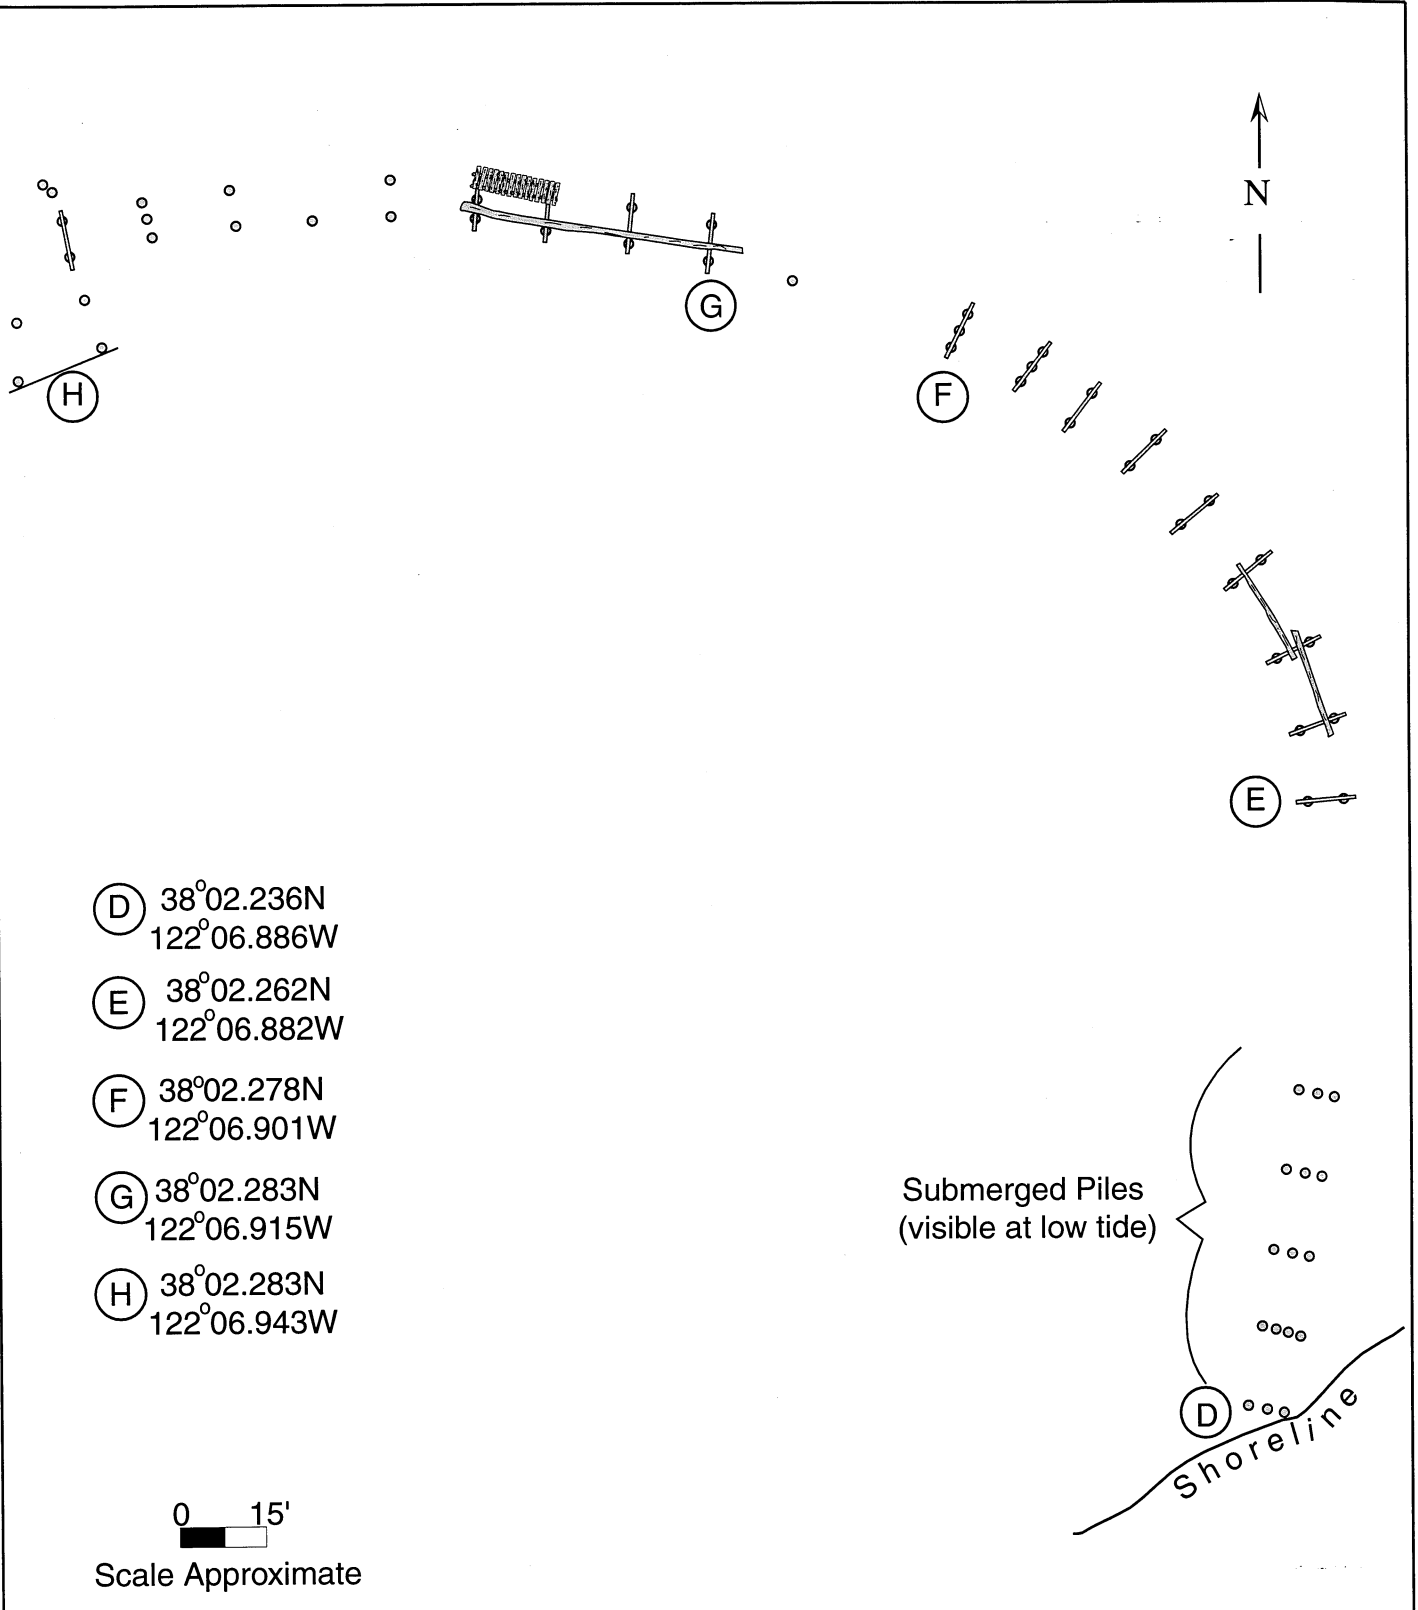 N
G
H
F
E
D 38°02.236N
122°06.886W
E 38°02.262N
122°06.882W
F 38°02.278N
122°06.901W
G 38°02.283N
122°06.915W
H 38°02.283N
122°06.943W
Submerged Piles
(visible at low tide)
D
Shoreline
0 15'
Scale Approximate